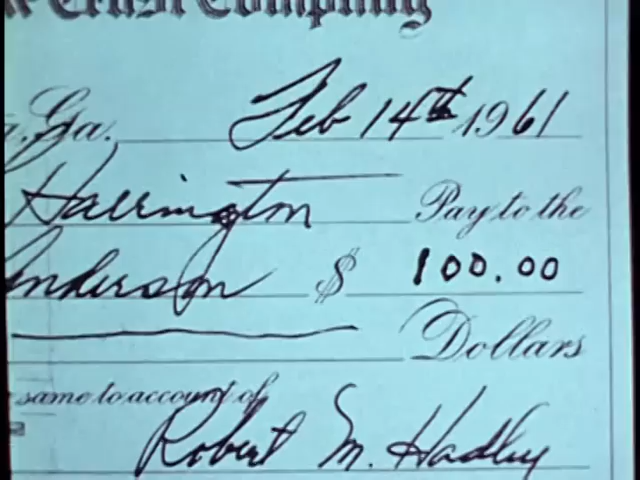 & Trust Company
a, Ga. Feb 14th 1961
Harrington Pay to the
Anderson $ 100.00
Dollars
same to account of
Robert M. Hadley